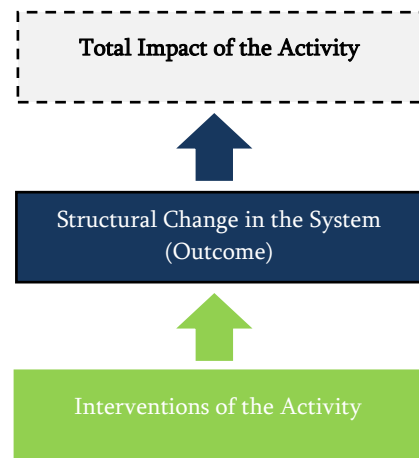 Total Impact of the Activity
Structural Change in the System
(Outcome)
Interventions of the Activity